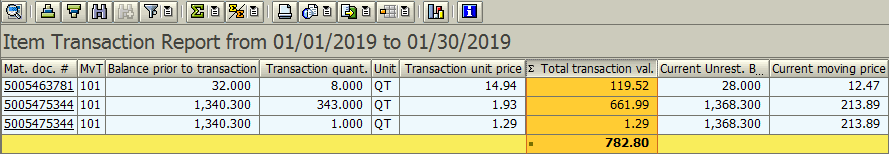 Item Transaction Report from 01/01/2019 to 01/30/2019
Mat. doc. # MvT Balance prior to transaction Transaction quant. Unit Transaction unit price Σ Total transaction val. Current Unrest. B... Current moving price
5005463781 101 32.000 8.000 QT 14.94 119.52 28.000 12.47
5005475344 101 1,340.300 343.000 QT 1.93 661.99 1,368.300 213.89
5005475344 101 1,340.300 1.000 QT 1.29 1.29 1,368.300 213.89
782.80